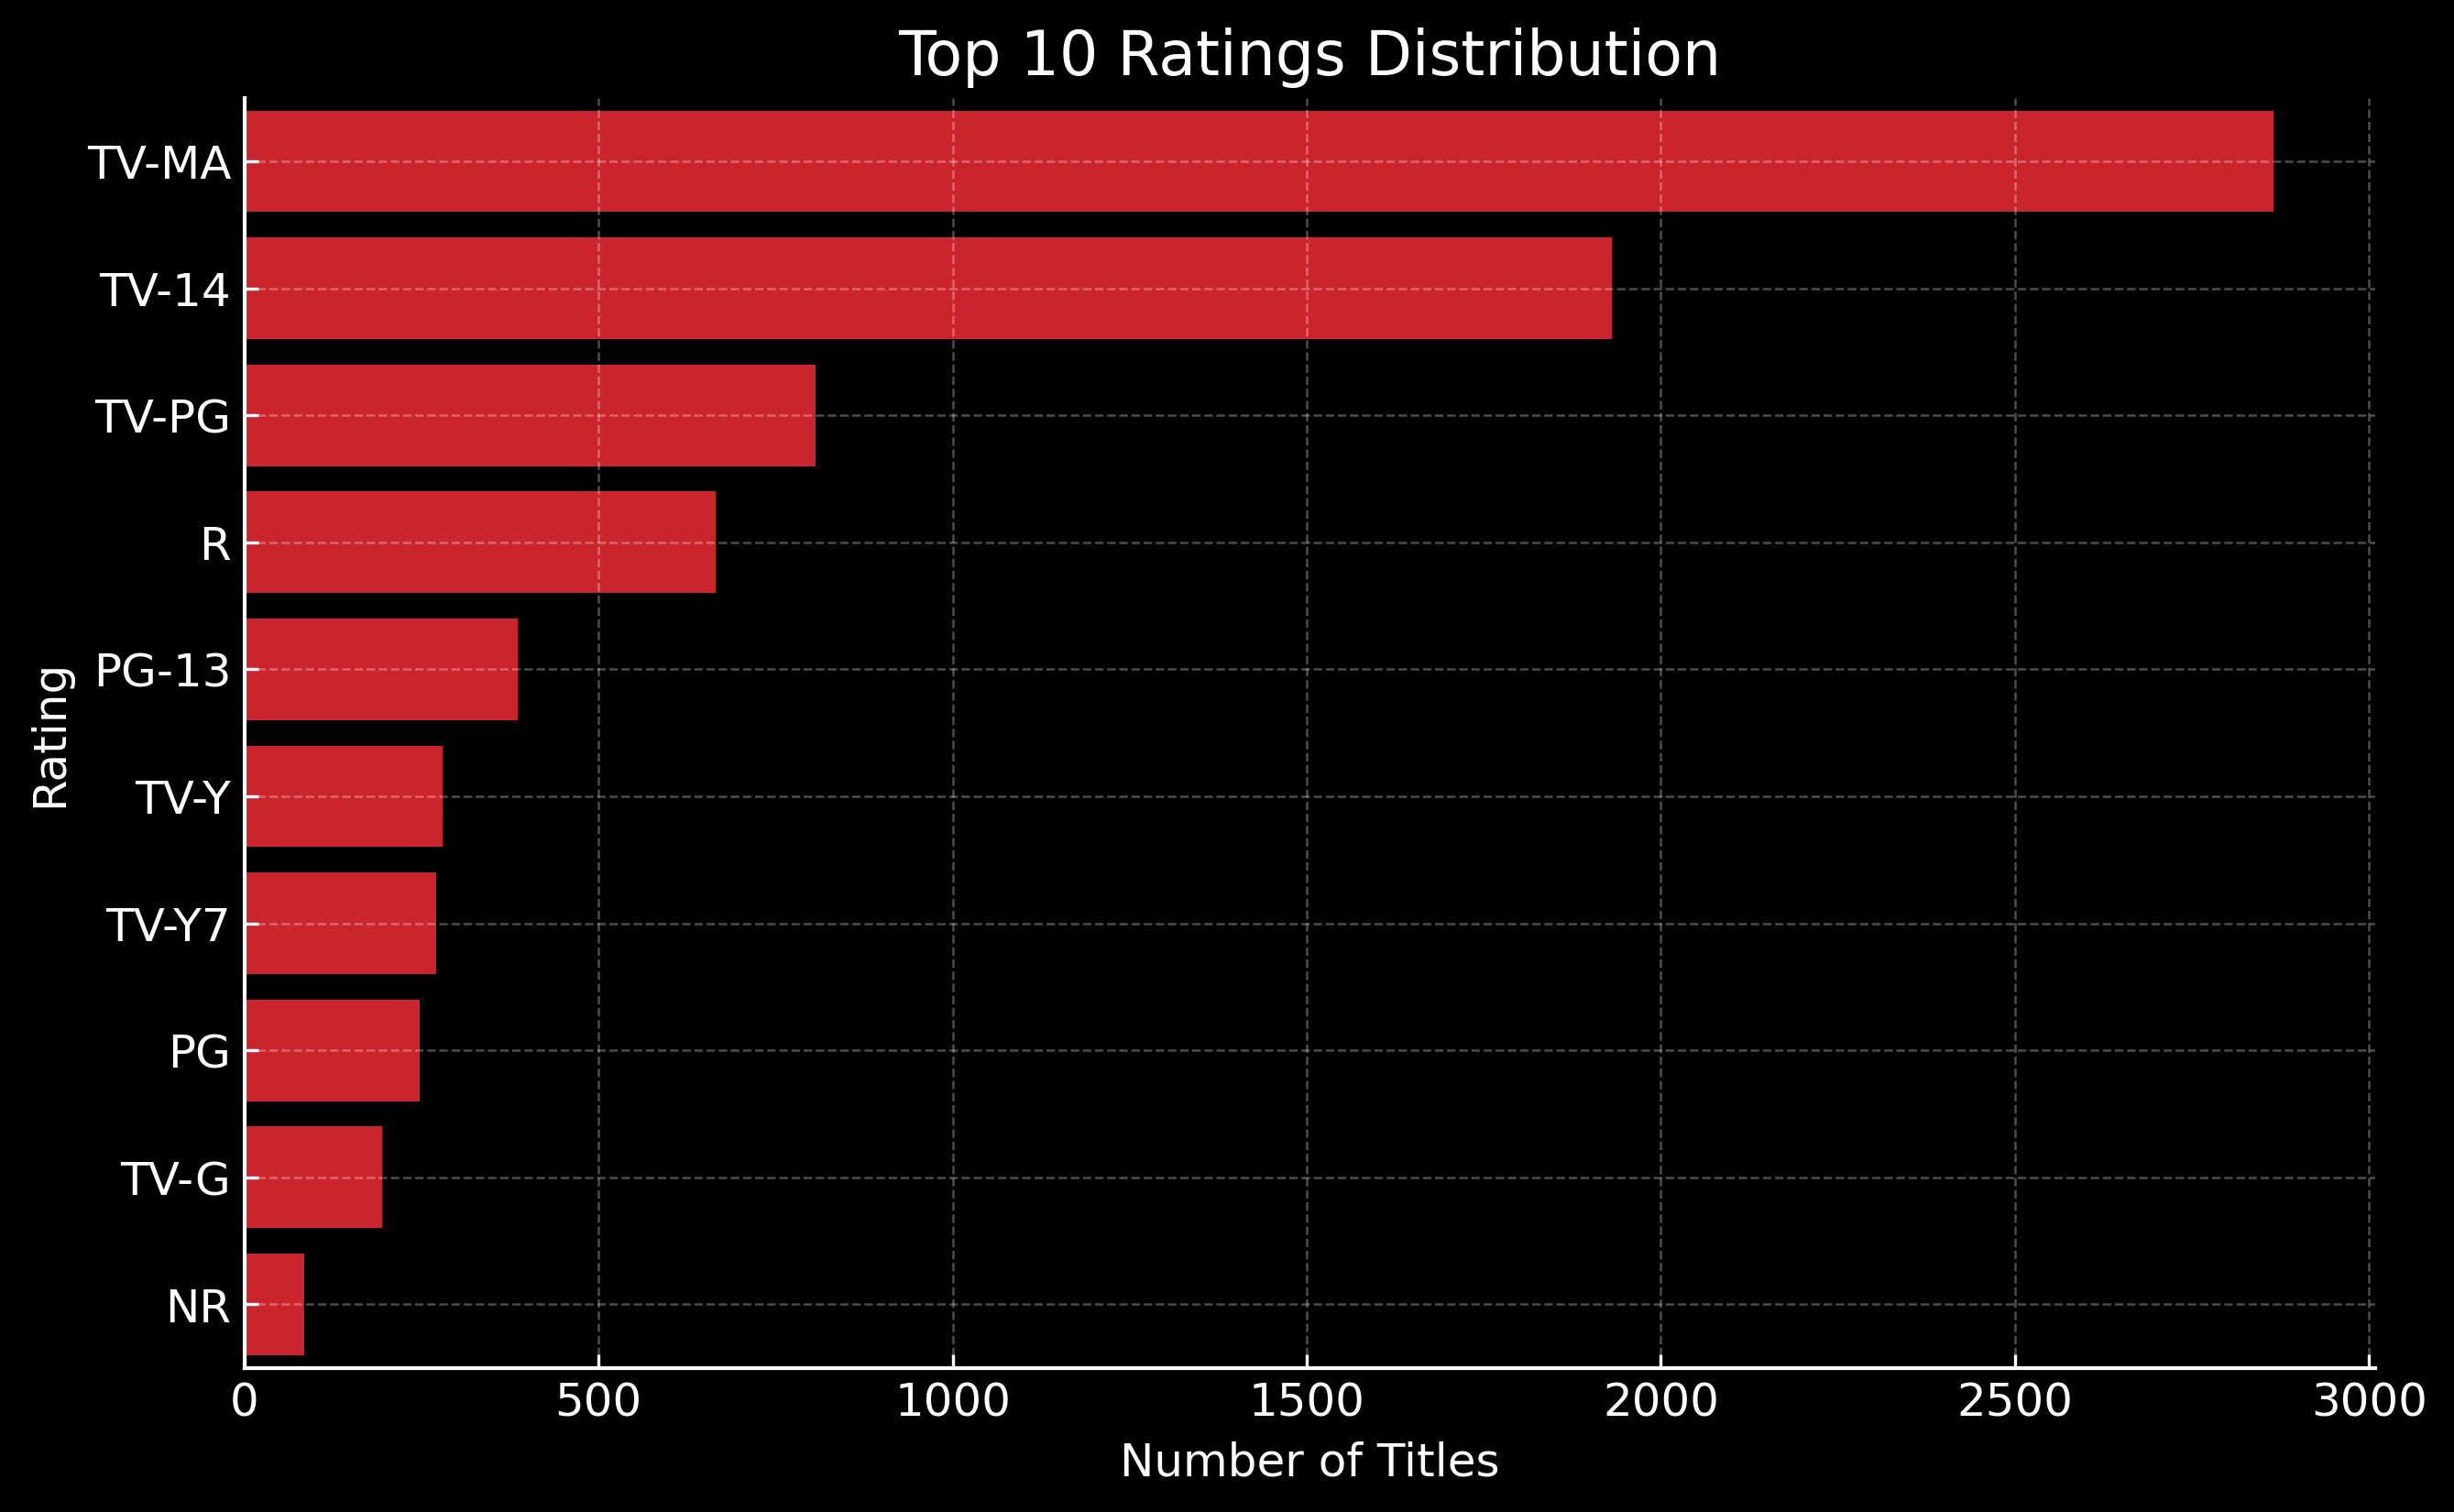 Top 10 Ratings Distribution
TV-MA
TV-14
TV-PG
R
PG-13
TV-Y
TV-Y7
PG
TV-G
NR
Rating
0 500 1000 1500 2000 2500 3000
Number of Titles